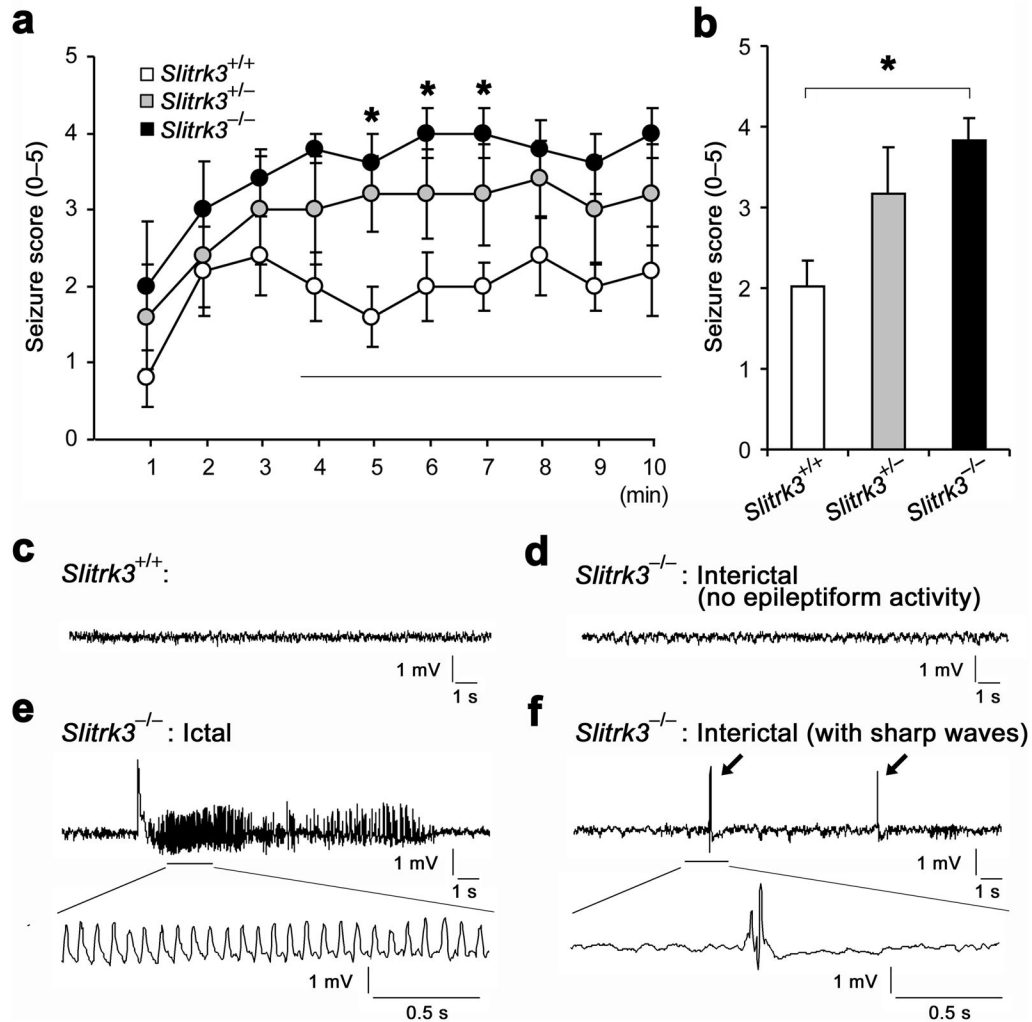 a
5
4
3
2
1
0
Seizure score (0–5)
Slitrk3+/+
Slitrk3+/–
Slitrk3–/–
* * *
1 2 3 4 5 6 7 8 9 10
(min)
b
5
4
3
2
1
0
Seizure score (0–5)
*
Slitrk3+/+
Slitrk3+/–
Slitrk3–/–
c
Slitrk3+/+:
1 mV
1 s
d
Slitrk3–/– : Interictal
(no epileptiform activity)
1 mV
1 s
e
Slitrk3–/– : Ictal
1 mV
1 s
1 mV
0.5 s
f
Slitrk3–/– : Interictal (with sharp waves)
1 mV
1 s
1 mV
0.5 s